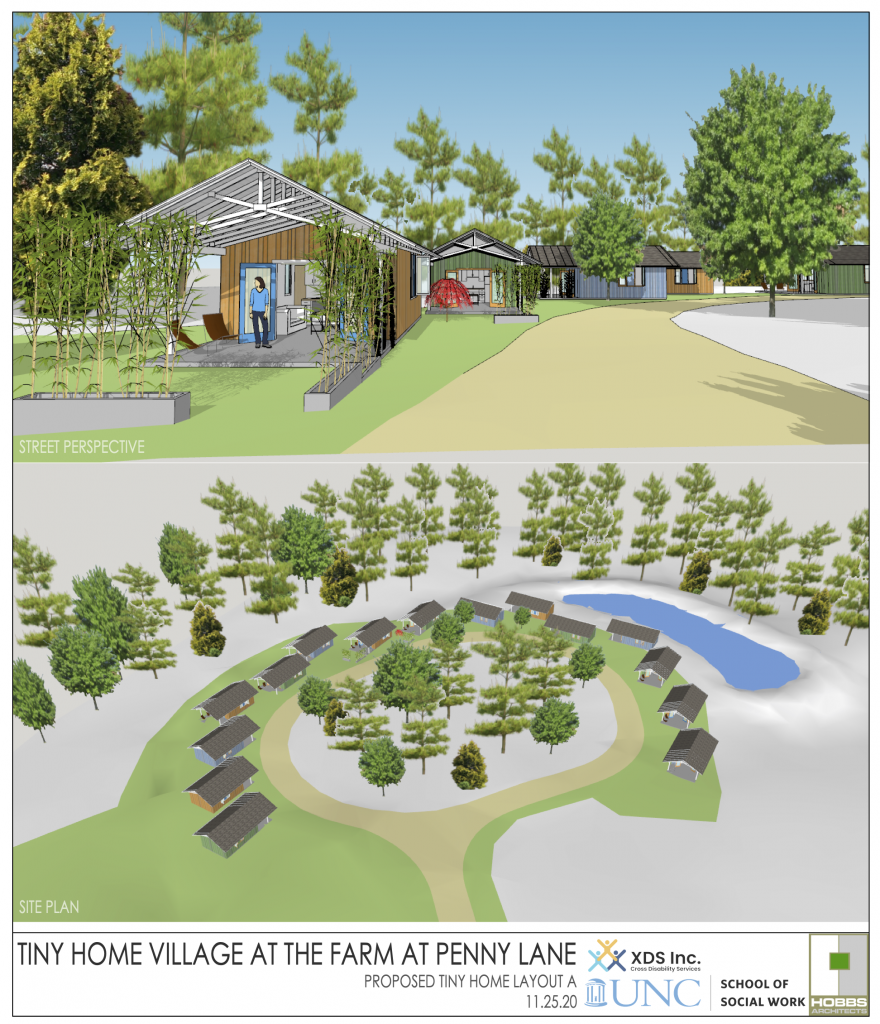 STREET PERSPECTIVE
SITE PLAN
TINY HOME VILLAGE AT THE FARM AT PENNY LANE
PROPOSED TINY HOME LAYOUT A
11.25.20
XDS Inc.
Cross Disability Services
UNC
SCHOOL OF
SOCIAL WORK
HOBBS
ARCHITECTS